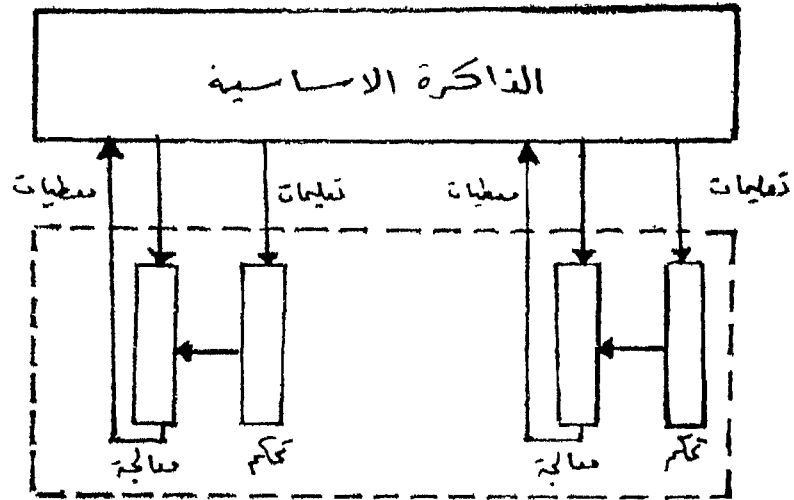 الذاكرة الاساسية
تعليمات
معطيات
تعليمات
معطيات
تحكم
معالجة
تحكم
معالجة